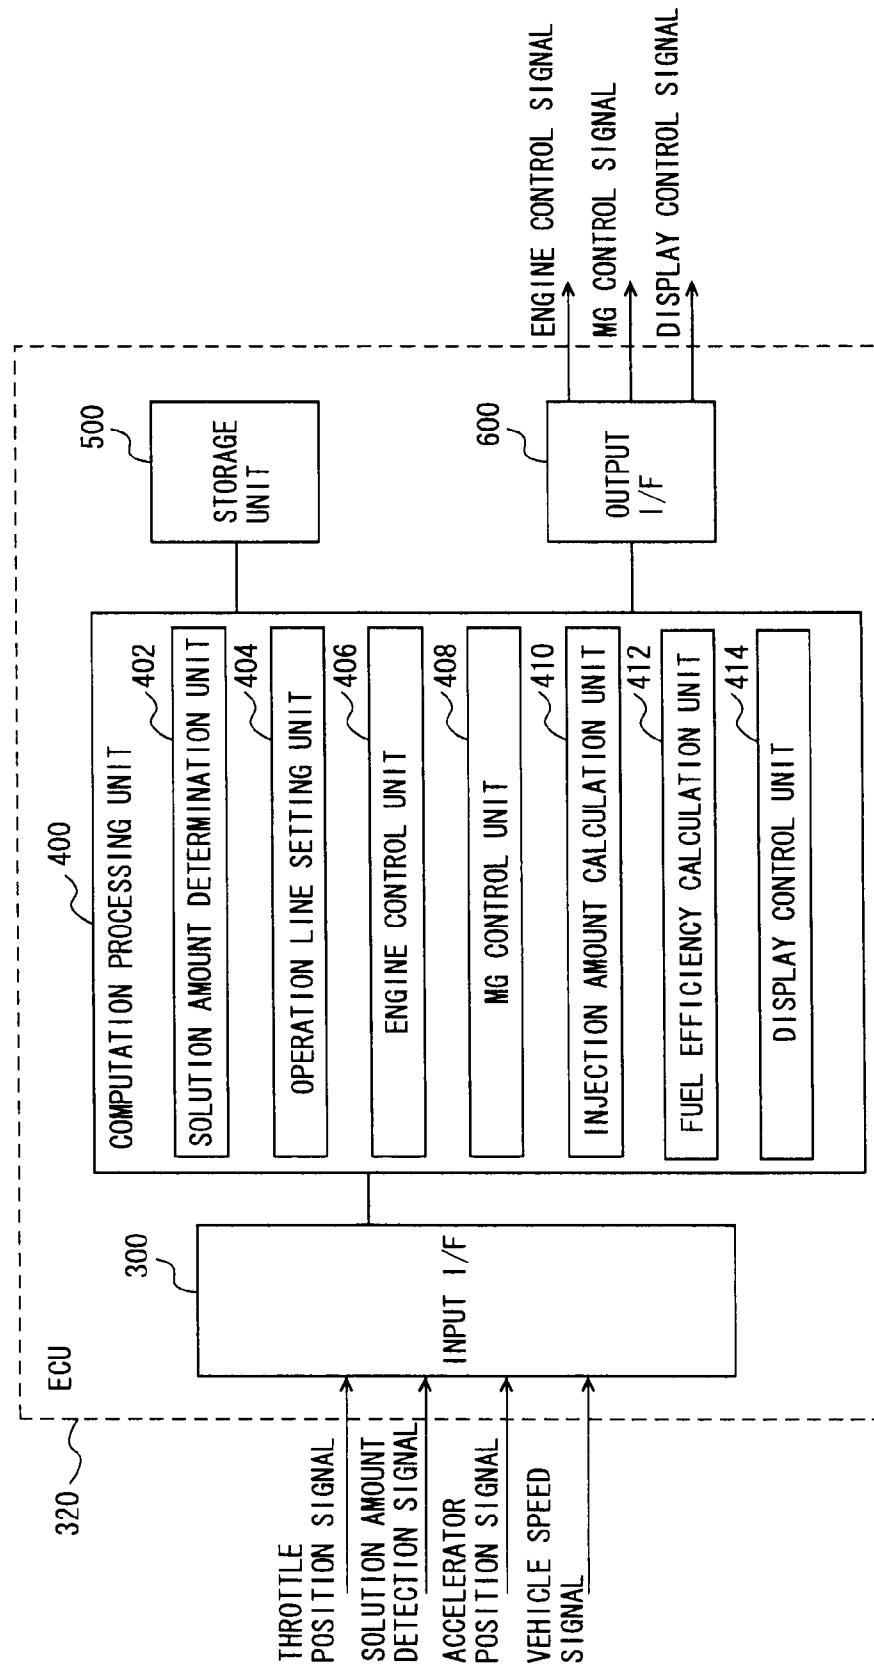 320
ECU
THROTTLE
POSITION SIGNAL
SOLUTION AMOUNT
DETECTION SIGNAL
ACCELERATOR
POSITION SIGNAL
VEHICLE SPEED
SIGNAL
300
INPUT I/F
400
COMPUTATION PROCESSING UNIT
402
SOLUTION AMOUNT DETERMINATION UNIT
404
OPERATION LINE SETTING UNIT
406
ENGINE CONTROL UNIT
408
MG CONTROL UNIT
410
INJECTION AMOUNT CALCULATION UNIT
412
FUEL EFFICIENCY CALCULATION UNIT
414
DISPLAY CONTROL UNIT
500
STORAGE
UNIT
600
OUTPUT
I/F
ENGINE CONTROL SIGNAL
MG CONTROL SIGNAL
DISPLAY CONTROL SIGNAL